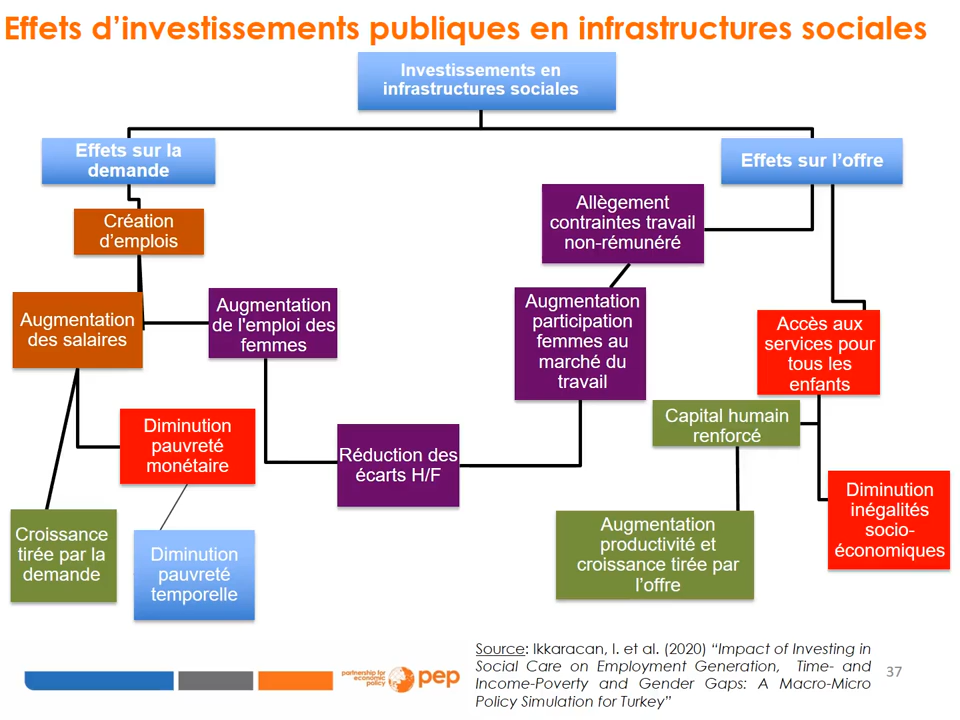 Effets d’investissements publiques en infrastructures sociales
Investissements en
infrastructures sociales
Effets sur la
demande
Effets sur l’offre
Création
d’emplois
Allègement
contraintes travail
non-rémunéré
Augmentation
des salaires
Augmentation
de l'emploi des
femmes
Augmentation
participation
femmes au
marché du
travail
Accès aux
services pour
tous les
enfants
Diminution
pauvreté
monétaire
Réduction des
écarts H/F
Capital humain
renforcé
Croissance
tirée par la
demande
Diminution
pauvreté
temporelle
Augmentation
productivité et
croissance tirée par
l’offre
Diminution
inégalités
socio-
économiques
partnership for
economic
policy
pep
Source: Ikkaracan, I. et al. (2020) “Impact of Investing in
Social Care on Employment Generation, Time- and
Income-Poverty and Gender Gaps: A Macro-Micro
Policy Simulation for Turkey”
37